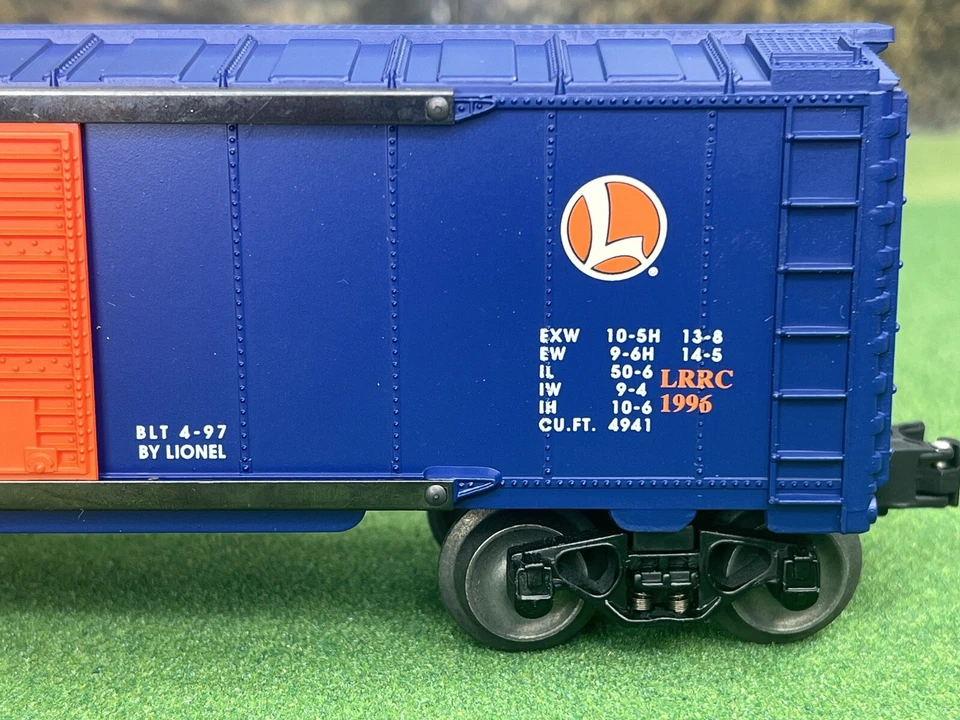 L
EXW 10-5H 13-8
EW 9-6H 14-5
IL 50-6
IW 9-4
IH 10-6
CU.FT. 4941
LRRC
1996
BLT 4-97
BY LIONEL